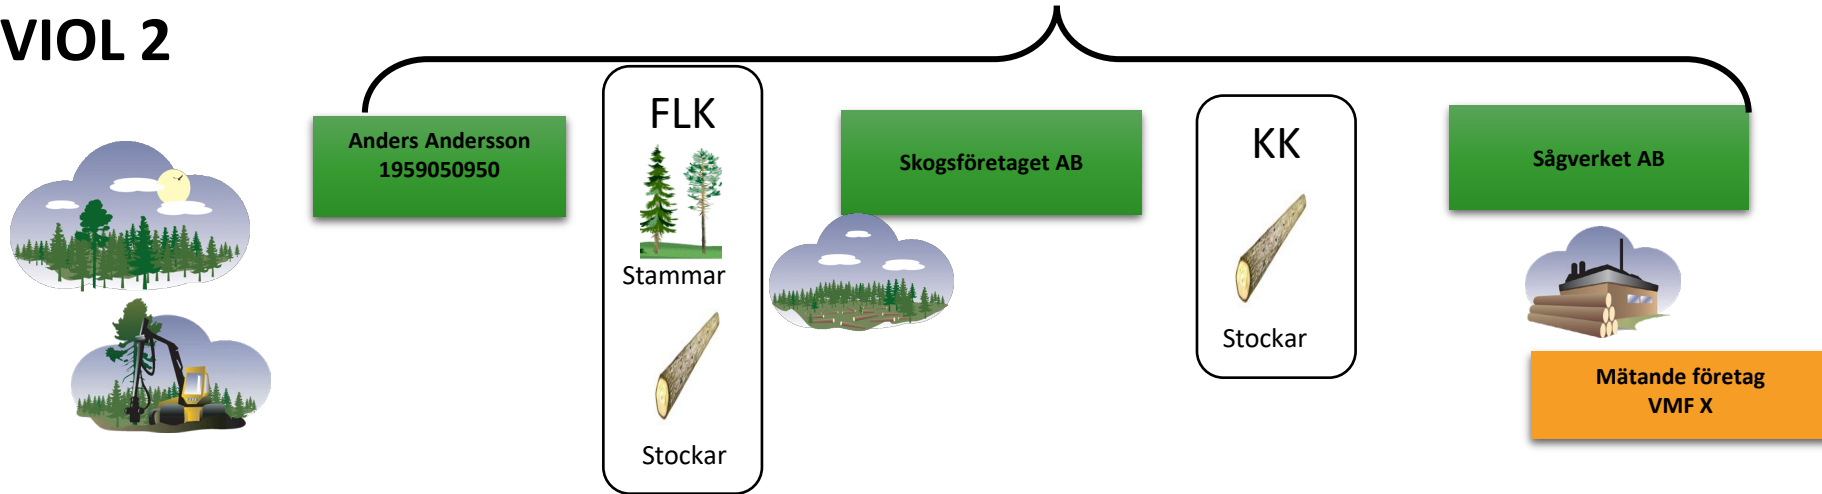 VIOL 2
Anders Andersson
1959050950
FLK
Stammar
Stockar
Skogsföretaget AB
KK
Stockar
Sågverket AB
Mätande företag
VMF X